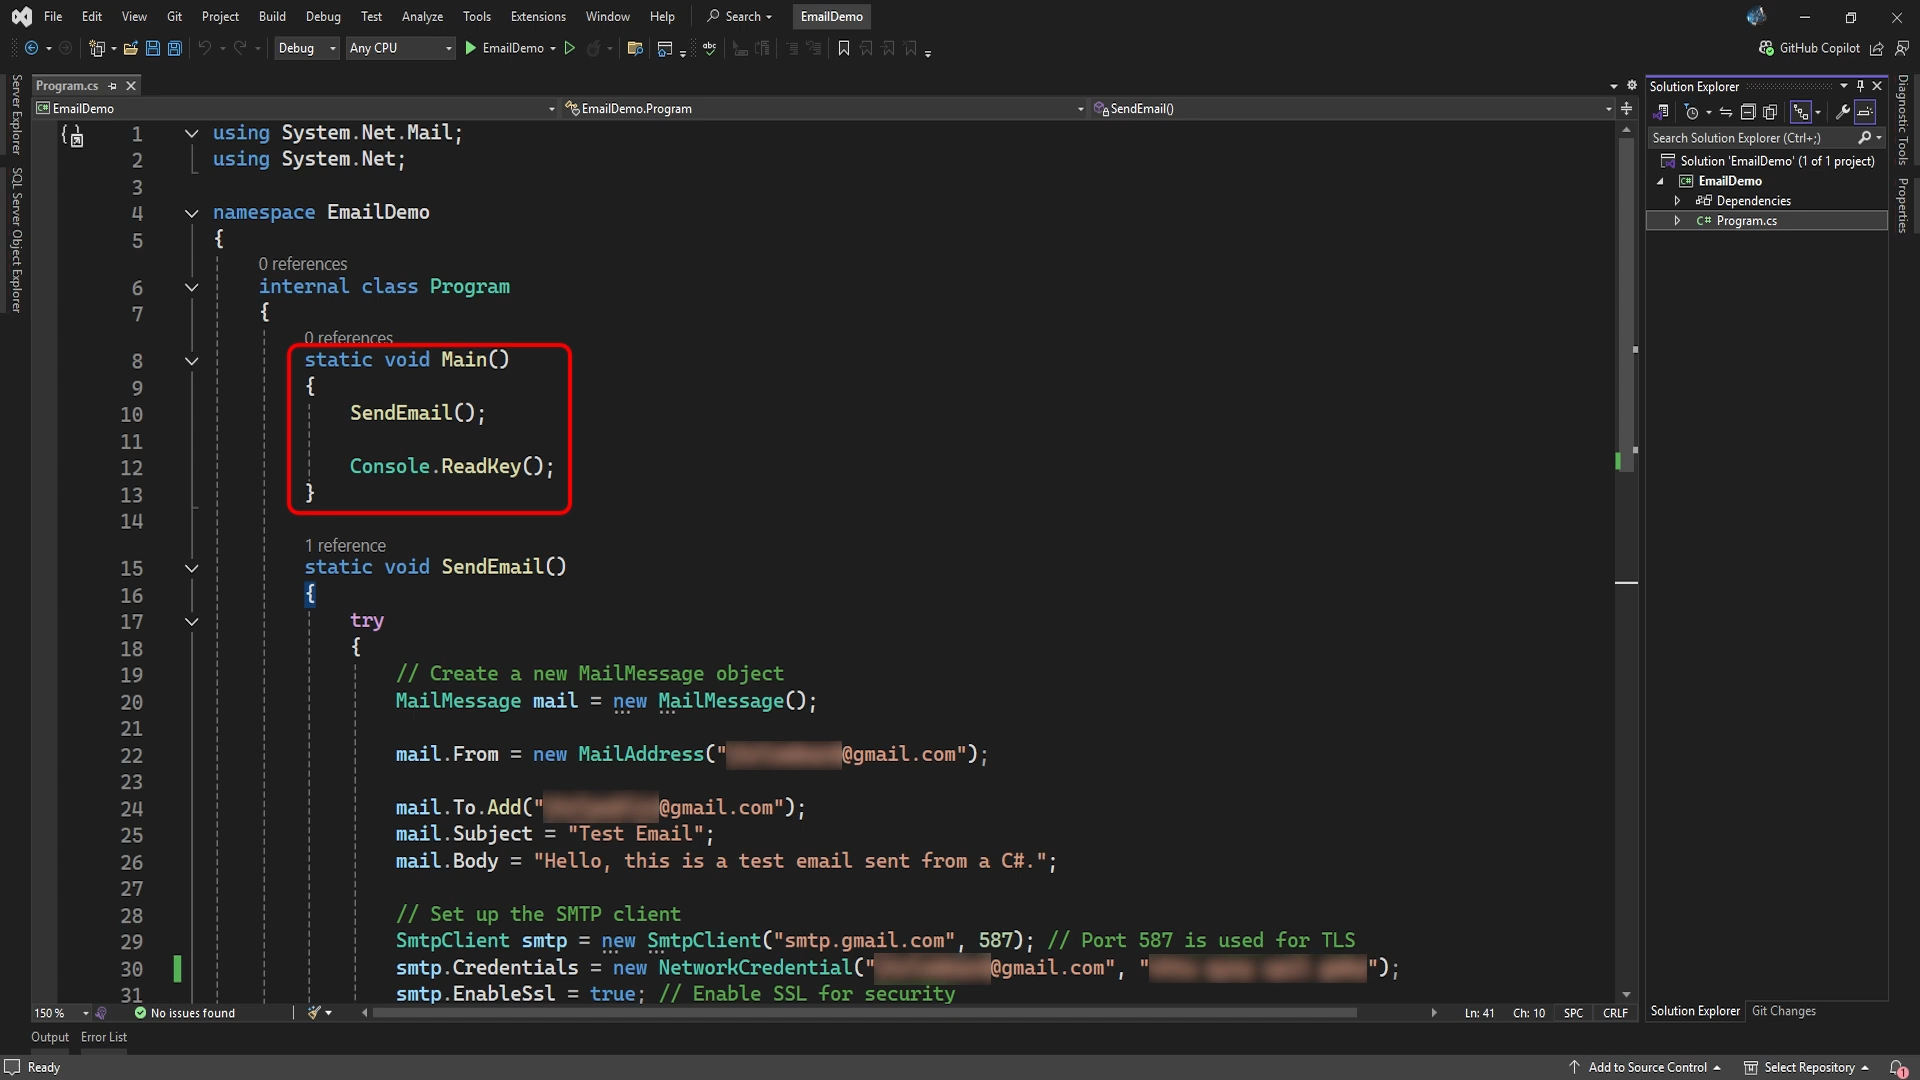 File Edit View Git Project Build Debug Test Analyze Tools Extensions Window Help Search EmailDemo
Debug Any CPU EmailDemo GitHub Copilot
Program.cs
EmailDemo EmailDemo.Program SendEmail()
Server Explorer
SQL Server Object Explorer
1 using System.Net.Mail;
2 using System.Net;
3
4 namespace EmailDemo
5 {
0 references
6 internal class Program
7 {
0 references
8 static void Main()
9 {
10 SendEmail();
11
12 Console.ReadKey();
13 }
14
1 reference
15 static void SendEmail()
16 {
17 try
18 {
19 // Create a new MailMessage object
20 MailMessage mail = new MailMessage();
21
22 mail.From = new MailAddress("@gmail.com");
23
24 mail.To.Add("@gmail.com");
25 mail.Subject = "Test Email";
26 mail.Body = "Hello, this is a test email sent from a C#.";
27
28 // Set up the SMTP client
29 SmtpClient smtp = new SmtpClient("smtp.gmail.com", 587); // Port 587 is used for TLS
30 smtp.Credentials = new NetworkCredential("@gmail.com", "");
31 smtp.EnableSsl = true; // Enable SSL for security
150 % No issues found Ln: 41 Ch: 10 SPC CRLF
Output Error List
Ready Add to Source Control Select Repository 1
Solution Explorer
Search Solution Explorer (Ctrl+;)
Solution 'EmailDemo' (1 of 1 project)
EmailDemo
Dependencies
C# Program.cs
Solution Explorer Git Changes
Diagnostic Tools
Properties